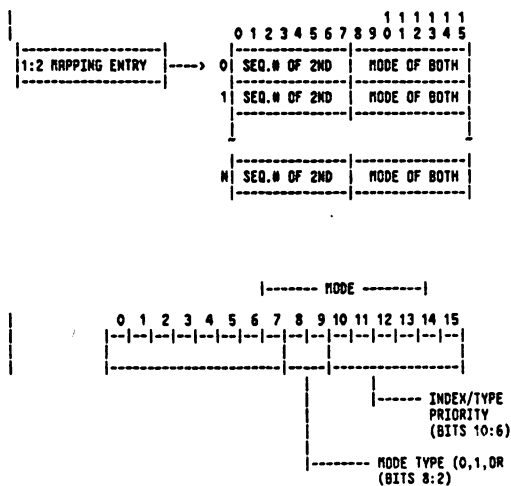 1 1 1 1 1 1
0 1 2 3 4 5 6 7 8 9 0 1 2 3 4 5
1:2 MAPPING ENTRY ----> 0 SEQ.# OF 2ND MODE OF BOTH
1 SEQ.# OF 2ND MODE OF BOTH
N SEQ.# OF 2ND MODE OF BOTH
|------- MODE --------|
0 1 2 3 4 5 6 7 8 9 10 11 12 13 14 15
INDEX/TYPE
PRIORITY
(BITS 10:6)
MODE TYPE (0,1,OR
(BITS 8:2)